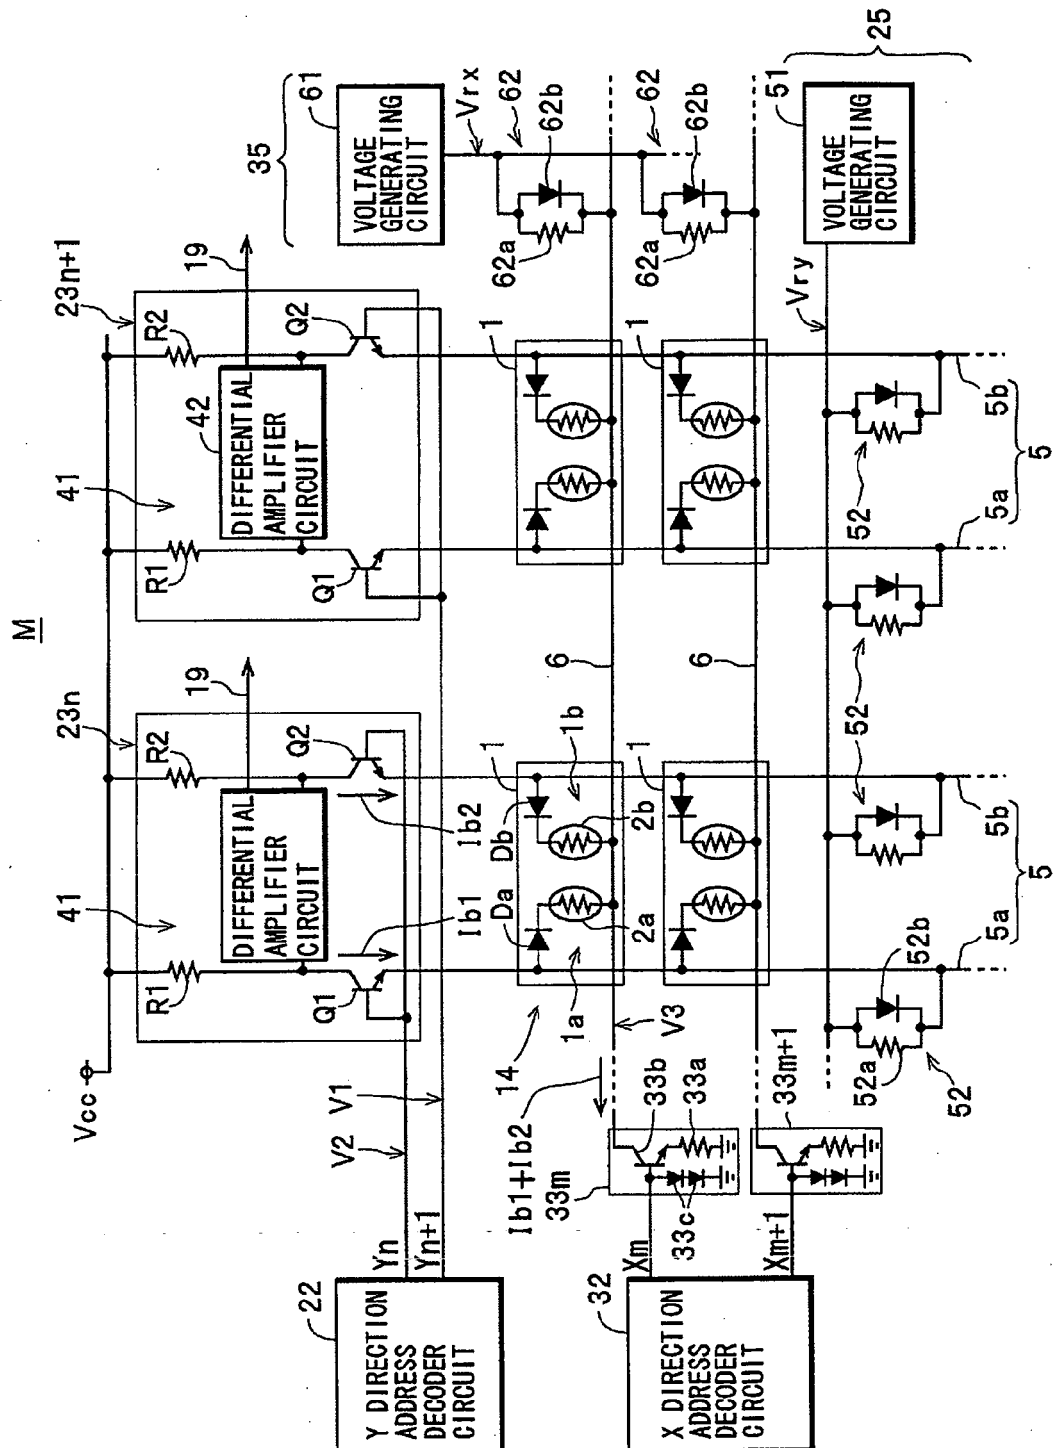 M
Vcc
41
23n
R1
R2
DIFFERENTIAL
AMPLIFIER
CIRCUIT
19
Q1
Q2
Ib1
Ib2
41
23n+1
R1
R2
42
DIFFERENTIAL
AMPLIFIER
CIRCUIT
19
Q1
Q2
35
61
VOLTAGE
GENERATING
CIRCUIT
Vrx
62
62b
62a
62
62b
62a
22
Y DIRECTION
ADDRESS
DECODER
CIRCUIT
Yn
Yn+1
V2
V1
14
1
Da
Db
1a
1b
2a
2b
6
1
1
6
1
Ib1+Ib2
33m
V3
33b
33a
33c
33m+1
32
X DIRECTION
ADDRESS
DECODER
CIRCUIT
Xm
Xm+1
Vry
51
25
VOLTAGE
GENERATING
CIRCUIT
52a
52b
52
52
52
5a
5b
5
5a
5b
5